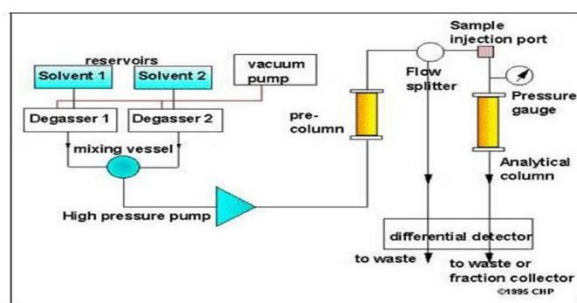 reservoirs
Solvent 1
Solvent 2
vacuum
pump
Degasser 1
Degasser 2
mixing vessel
High pressure pump
pre-
column
Flow
splitter
Sample
injection port
Pressure
gauge
Analytical
column
differential detector
to waste
to waste or
fraction collector
©1995 CHP